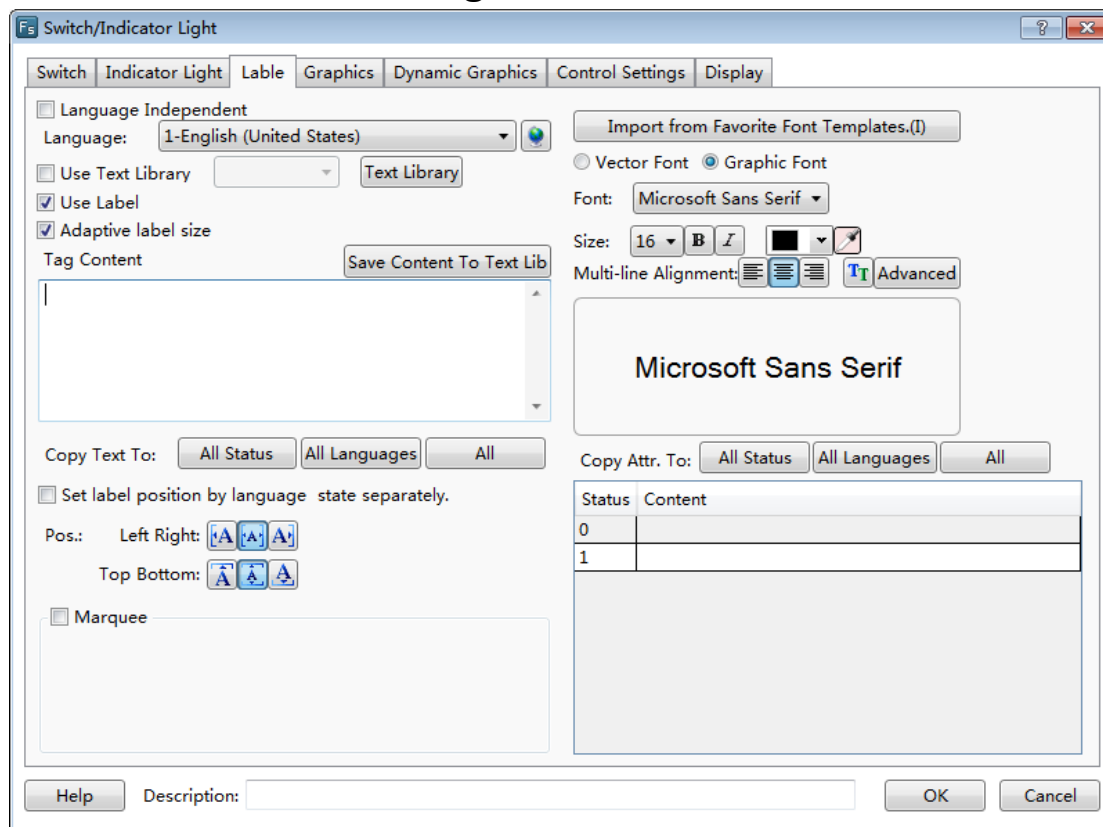 Fs Switch/Indicator Light
Switch Indicator Light Lable Graphics Dynamic Graphics Control Settings Display
Language Independent
Language: 1-English (United States)
Use Text Library Text Library
Use Label
Adaptive label size
Tag Content Save Content To Text Lib
Copy Text To: All Status All Languages All
Set label position by language state separately.
Pos.: Left Right: A A A
Top Bottom: A A A
Marquee
Import from Favorite Font Templates.(I)
Vector Font Graphic Font
Font: Microsoft Sans Serif
Size: 16 B I
Multi-line Alignment: TT Advanced
Microsoft Sans Serif
Copy Attr. To: All Status All Languages All
Status Content
0
1
Help Description: OK Cancel